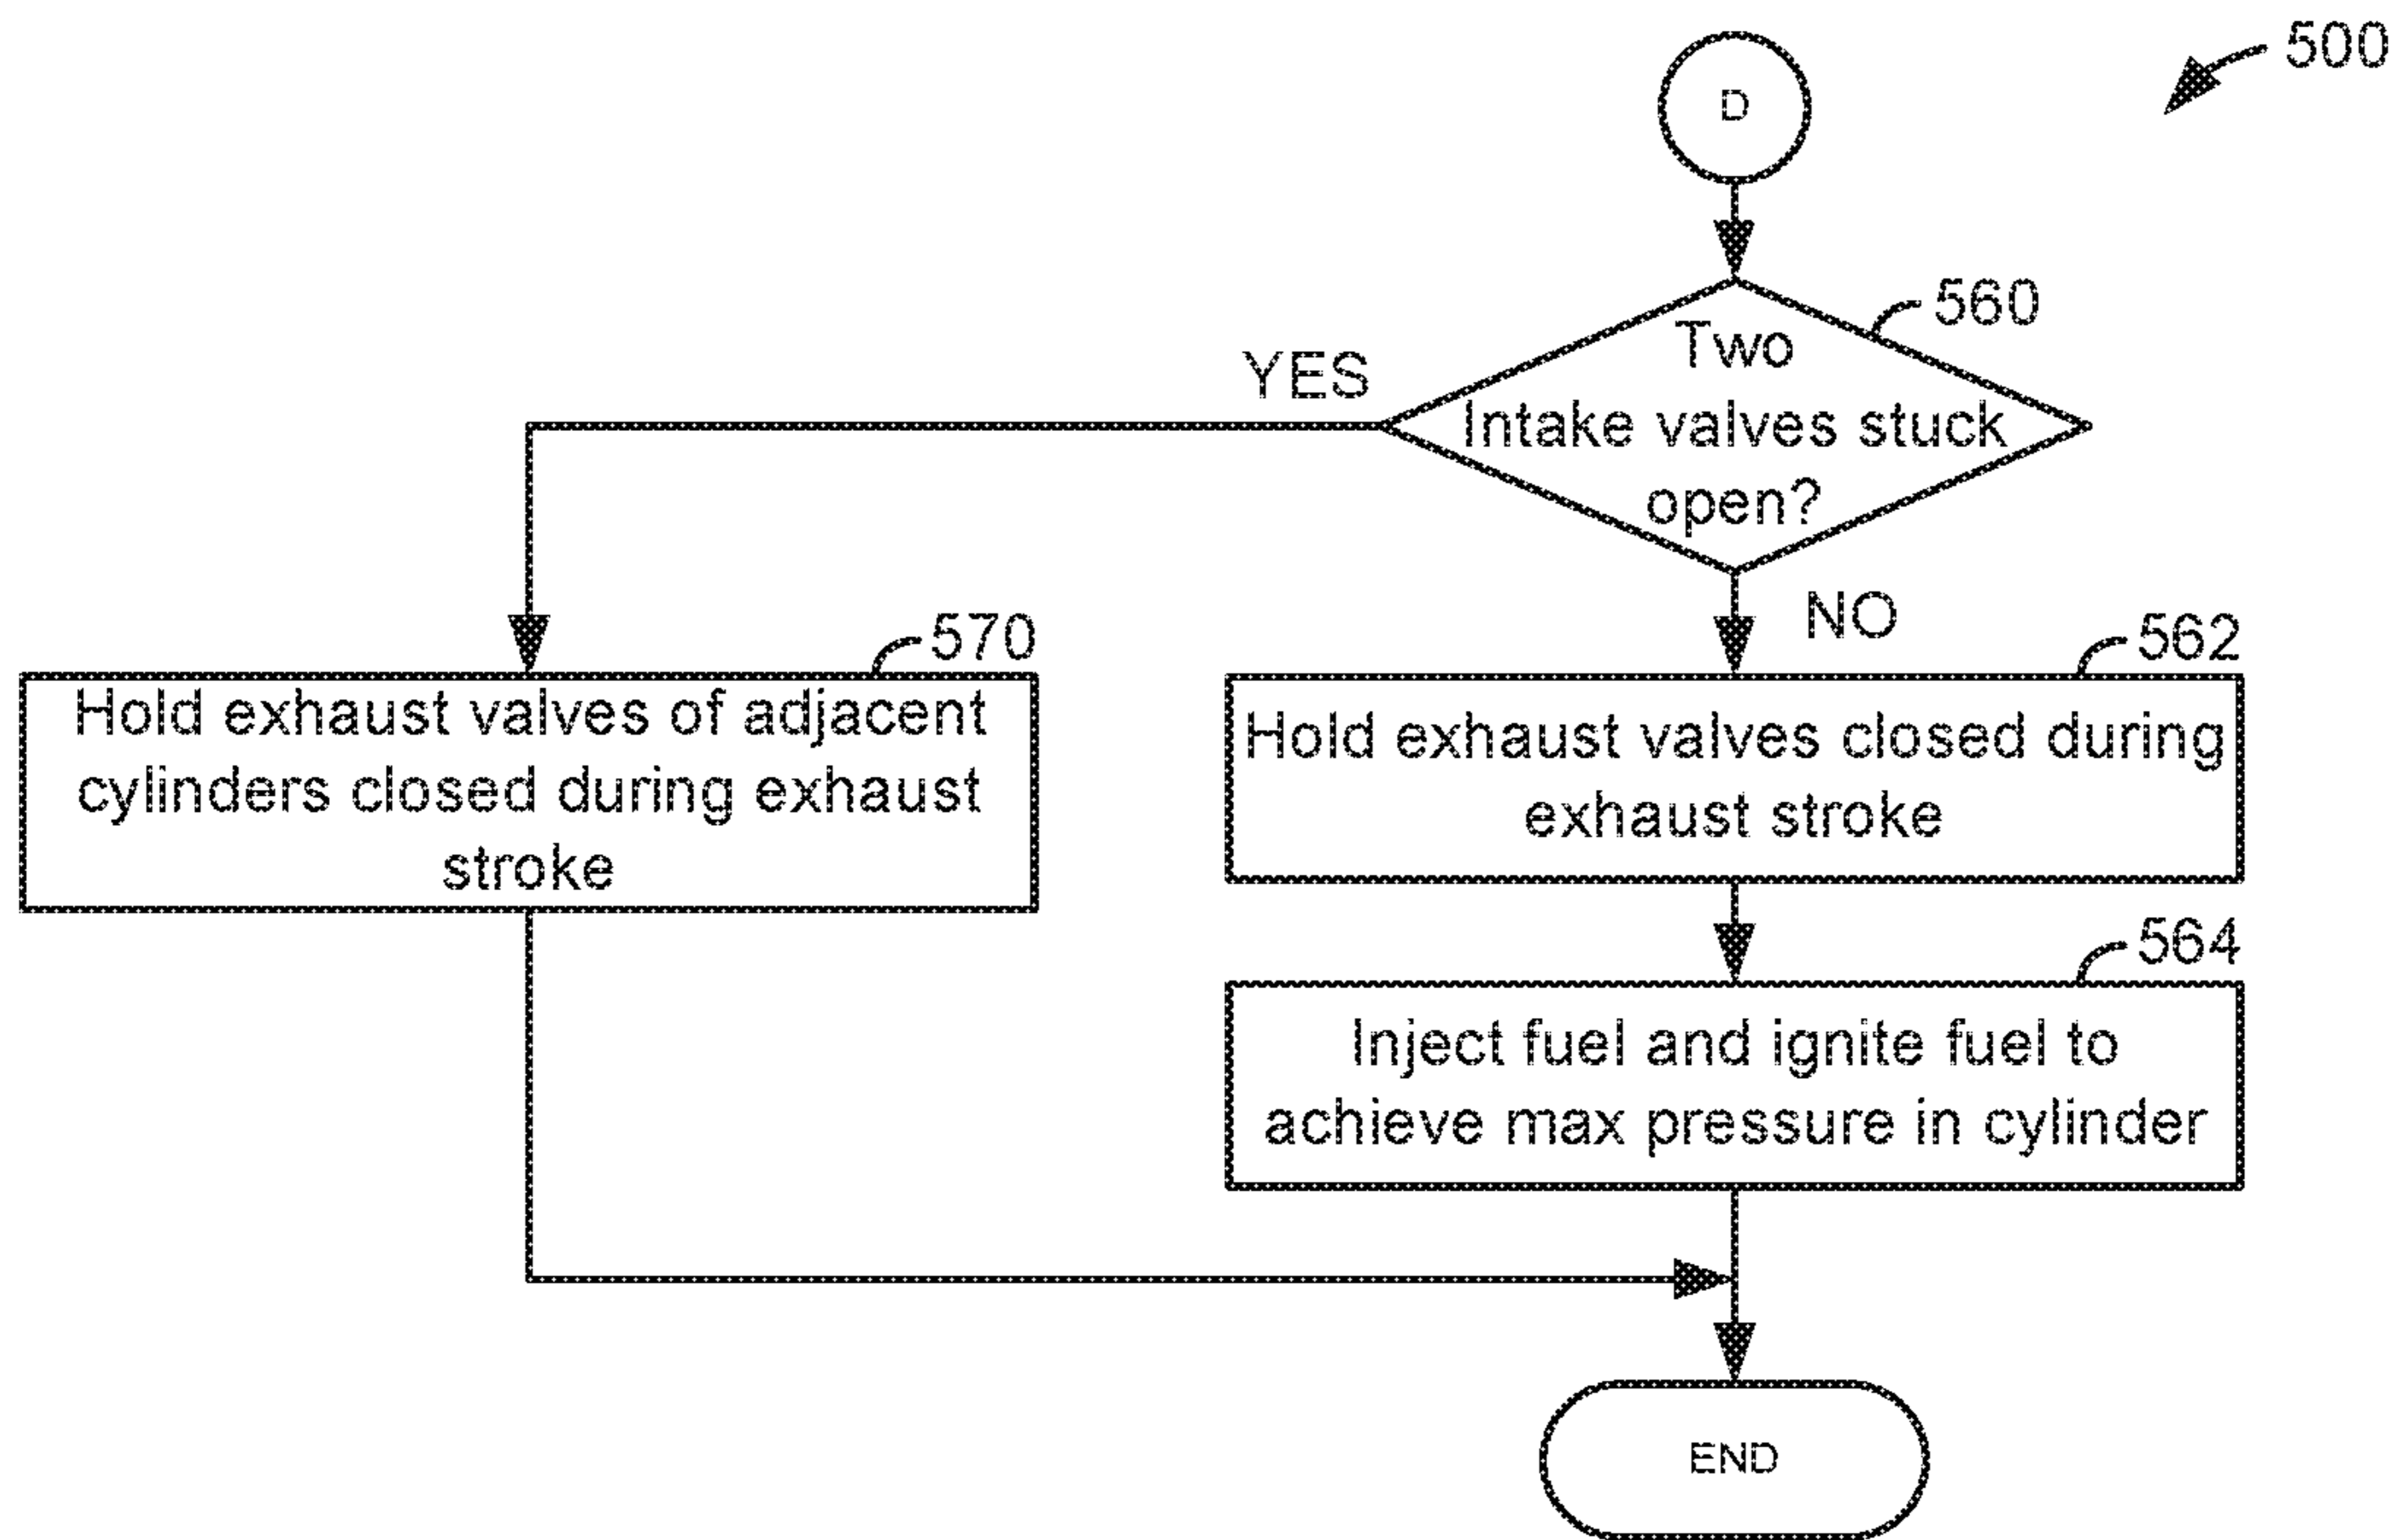 500
D
560
Two
Intake valves stuck
open?
YES
NO
570
Hold exhaust valves of adjacent
cylinders closed during exhaust
stroke
562
Hold exhaust valves closed during
exhaust stroke
564
Inject fuel and ignite fuel to
achieve max pressure in cylinder
END